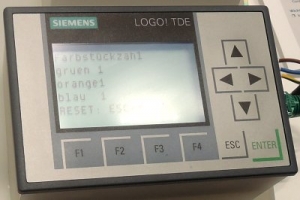 SIEMENS
LOGO! TDE
arbstückzahl
gruen 1
orange1
blau 1
RESET: ESC
F1
F2
F3
F4
ESC
ENTER